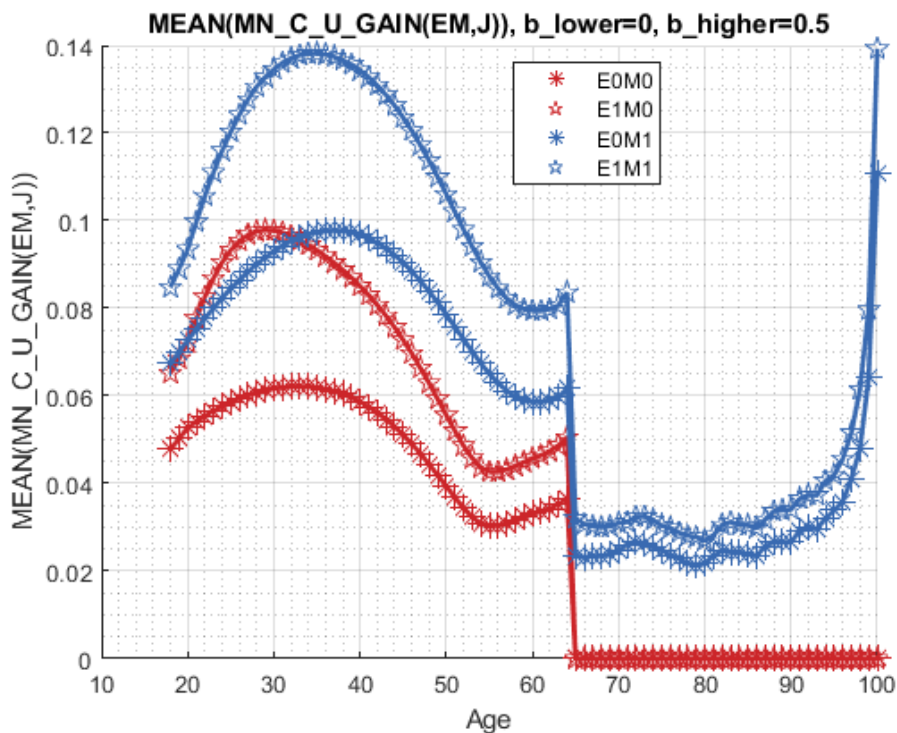 MEAN(MN_C_U_GAIN(EM,J)), b_lower=0, b_higher=0.5
MEAN(MN_C_U_GAIN(EM,J))
0.14
0.12
0.1
0.08
0.06
0.04
0.02
0
E0M0
E1M0
E0M1
E1M1
10 20 30 40 50 60 70 80 90 100
Age